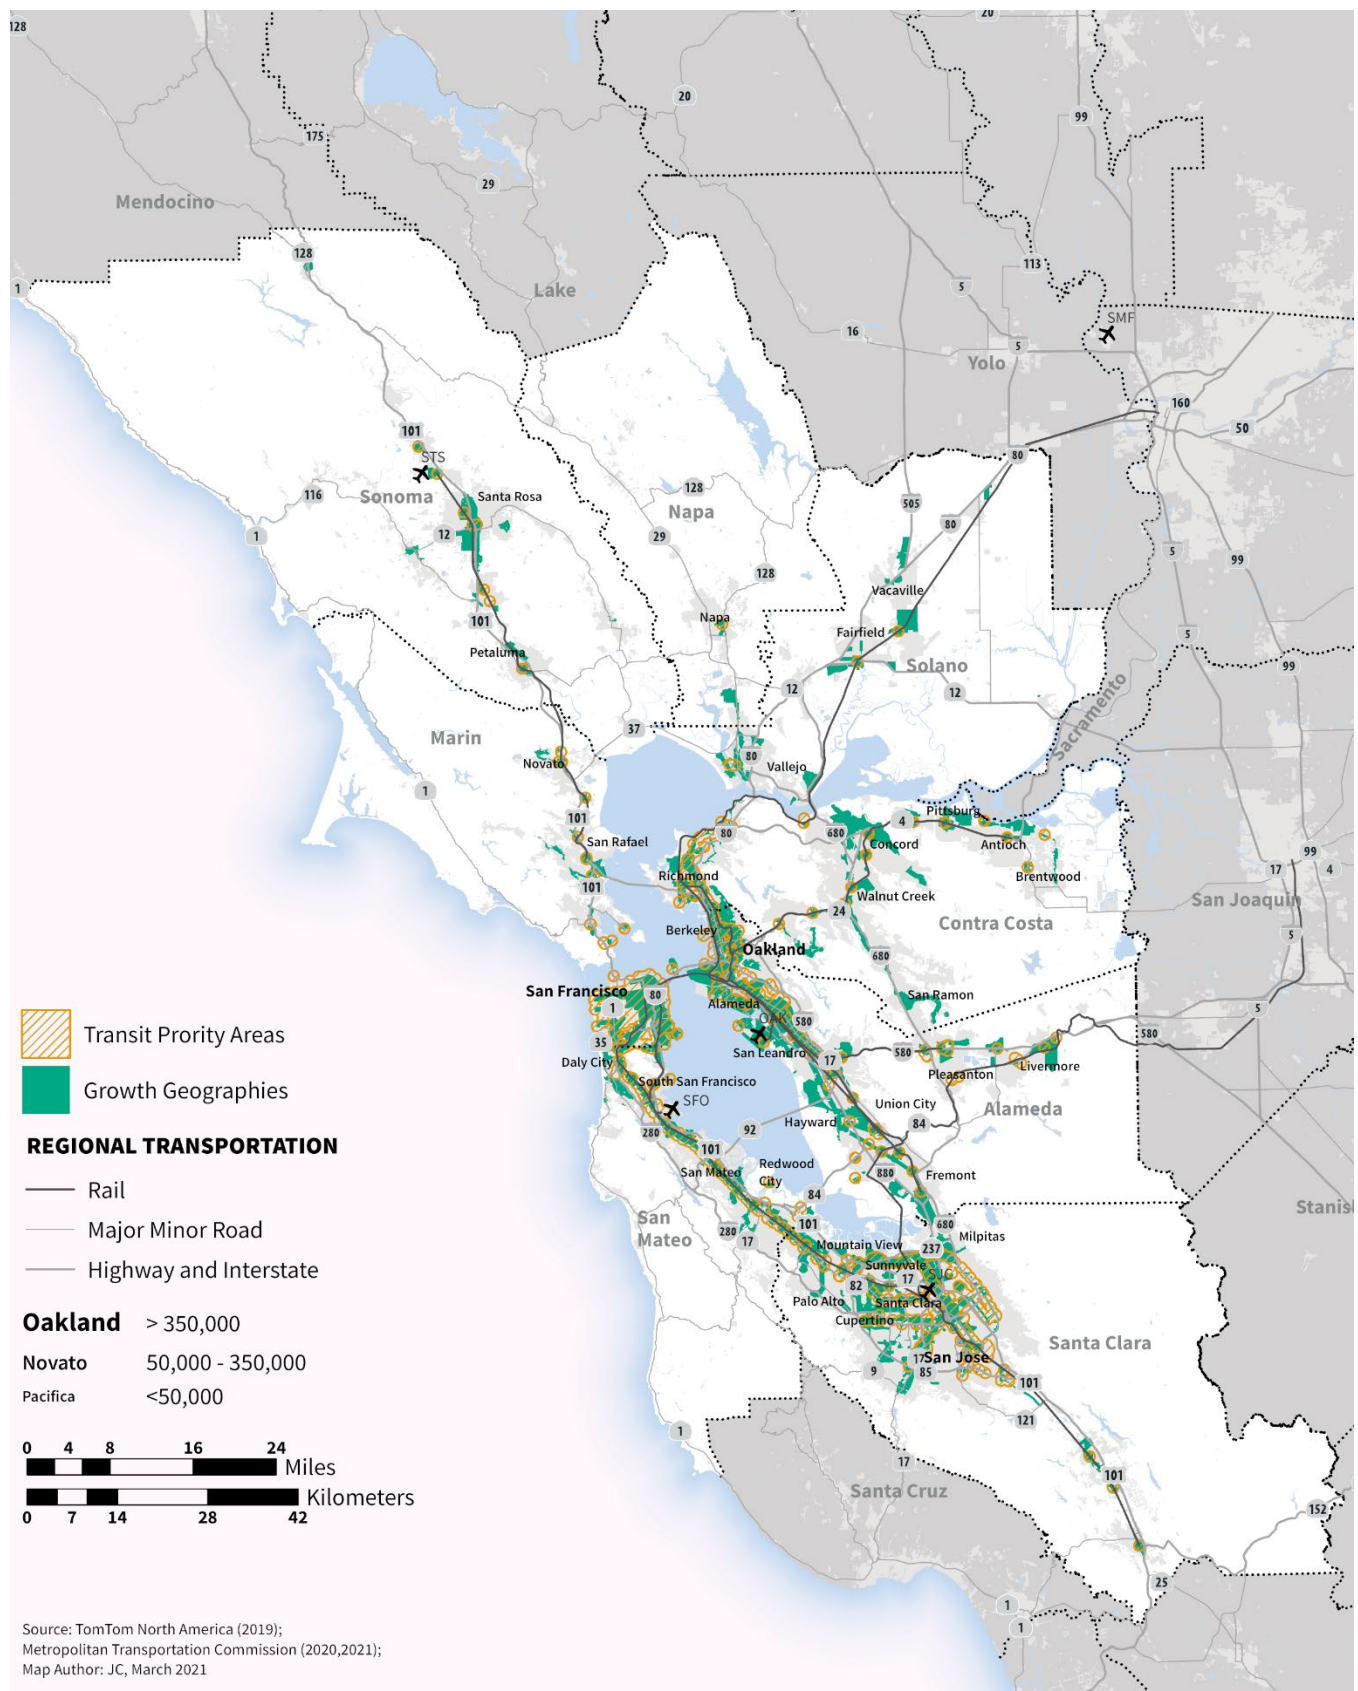 128
20
20
99
175
29
Mendocino
128
113
1
Lake
5
SMF
16
5
Yolo
160
50
101
80
STS
128
116
Sonoma
Santa Rosa
505
Napa
80
12
1
29
5
99
128
Vacaville
Napa
101
Fairfield
5
Petaluma
Solano
99
12
12
Sacramento
37
Marin
80
Novato
Vallejo
1
101
Pittsburg
4
80
680
San Rafael
Concord
Antioch
99
17
4
Richmond
Brentwood
101
Walnut Creek
San Joaquin
24
Contra Costa
Berkeley
Oakland
5
680
San Francisco
80
San Ramon
1
Alameda
5
OAK
580
580
Transit Prority Areas
35
San Leandro
580
17
Daly City
Livermore
Pleasanton
South San Francisco
Growth Geographies
SFO
Union City
Alameda
Hayward
84
92
280
REGIONAL TRANSPORTATION
101
San Mateo
Redwood
City
880
Fremont
Rail
84
San
Mateo
101
680
Stanisl
Major Minor Road
280
17
Milpitas
Mountain View
237
Sunnyvale
Highway and Interstate
82
17
SJC
Palo Alto
Santa Clara
Cupertino
Oakland > 350,000
Santa Clara
17
San Jose
Novato 50,000 - 350,000
9
85
101
Pacifica <50,000
121
1
0 4 8 16 24
Miles
17
101
Kilometers
Santa Cruz
0 7 14 28 42
152
25
1
1
Source: TomTom North America (2019);
Metropolitan Transportation Commission (2020,2021);
Map Author: JC, March 2021